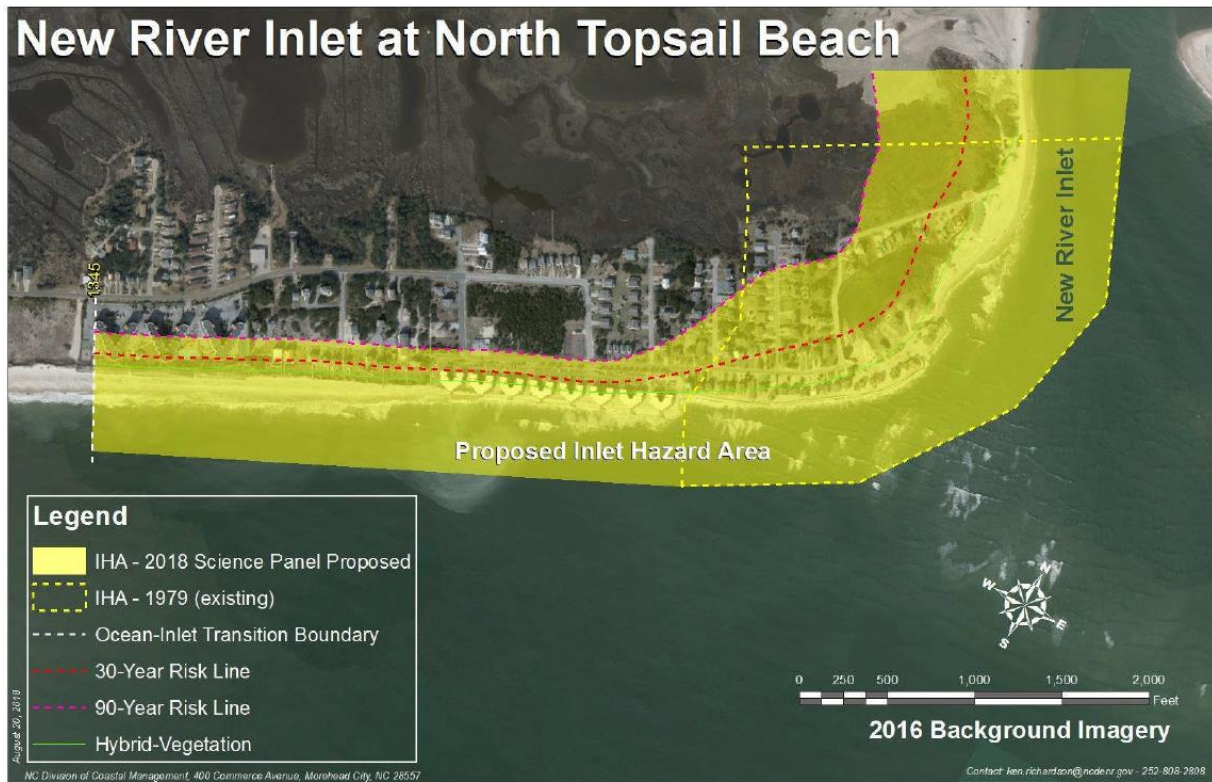 New River Inlet at North Topsail Beach
1345
New River Inlet
Proposed Inlet Hazard Area
Legend
IHA - 2018 Science Panel Proposed
IHA - 1979 (existing)
Ocean-Inlet Transition Boundary
30-Year Risk Line
90-Year Risk Line
Hybrid-Vegetation
N
W
E
S
0 250 500 1,000 1,500 2,000
Feet
2016 Background Imagery
August 20, 2018
NC Division of Coastal Management, 400 Commerce Avenue, Morehead City, NC 28557
Contact: ken.richardson@ncdenr.gov - 252-808-2808